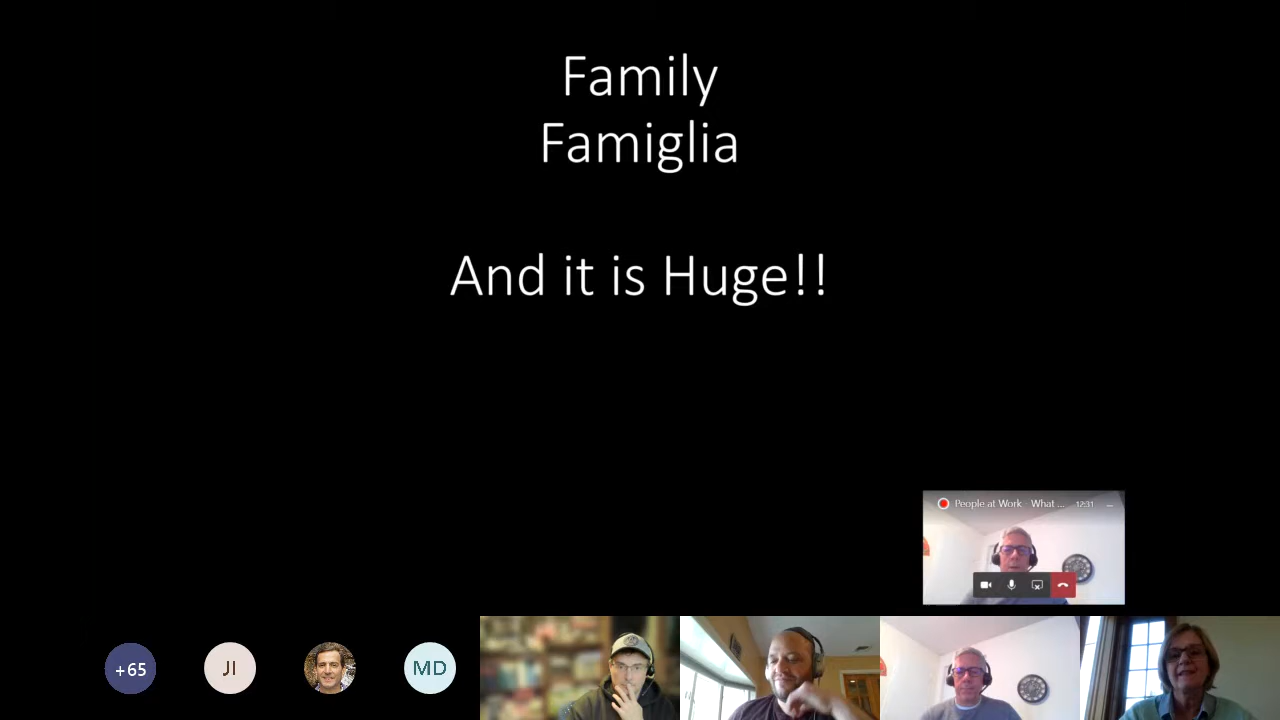 Family
Famiglia
And it is Huge!!
People at Work - What ... 12:31 ...
+65
JI
MD